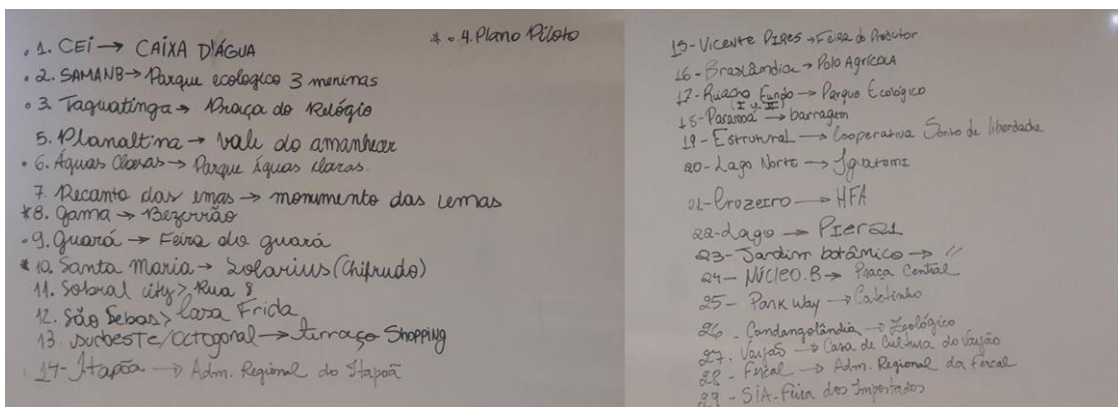 . 1. CEI → CAIXA D'ÁGUA
* . 4. Plano Piloto
. 2. SAMANB → Parque ecologico 3 meninas
. 3. Taguatinga → Praça do Relógio
5. Planaltina → vale do amanhecer
. 6. Águas Claras → Parque águas claras.
7. Recanto das emas → monumento das emas
*8. Gama → Bezerrão
. 9. Guará → Feira do guará
* 10. Santa Maria → Solarius (Chifrudo)
11. Sobral city > Rua 8
12. São Sebas > Casa Frida
13. sudoeste/octogonal → terraço Shopping
14 - Itapõa → Adm. Regional do Itapoã
15 - Vicente Pires → Feira do Produtor
16 - Brazlândia → Polo Agrícola
17 - Riacho Fundo → Parque Ecológico
(I e II)
18 - Paranoá → barragem
19 - Estrutural → Cooperativa Sonho de liberdade
20 - Lago Norte →
21 - Cruzeiro → HFA
22 - Lago → Pier 21
23 - Jardim botâmico → //
24 - NÚCLEO.B → Praça Central
25 - Park Way → Catetinho
26 - Candangolândia → Zoológico
27. Varjão → Casa de Cultura do Varjão
28 - Fercal → Adm. Regional da Fercal
29 - SIA - Feira dos Importados